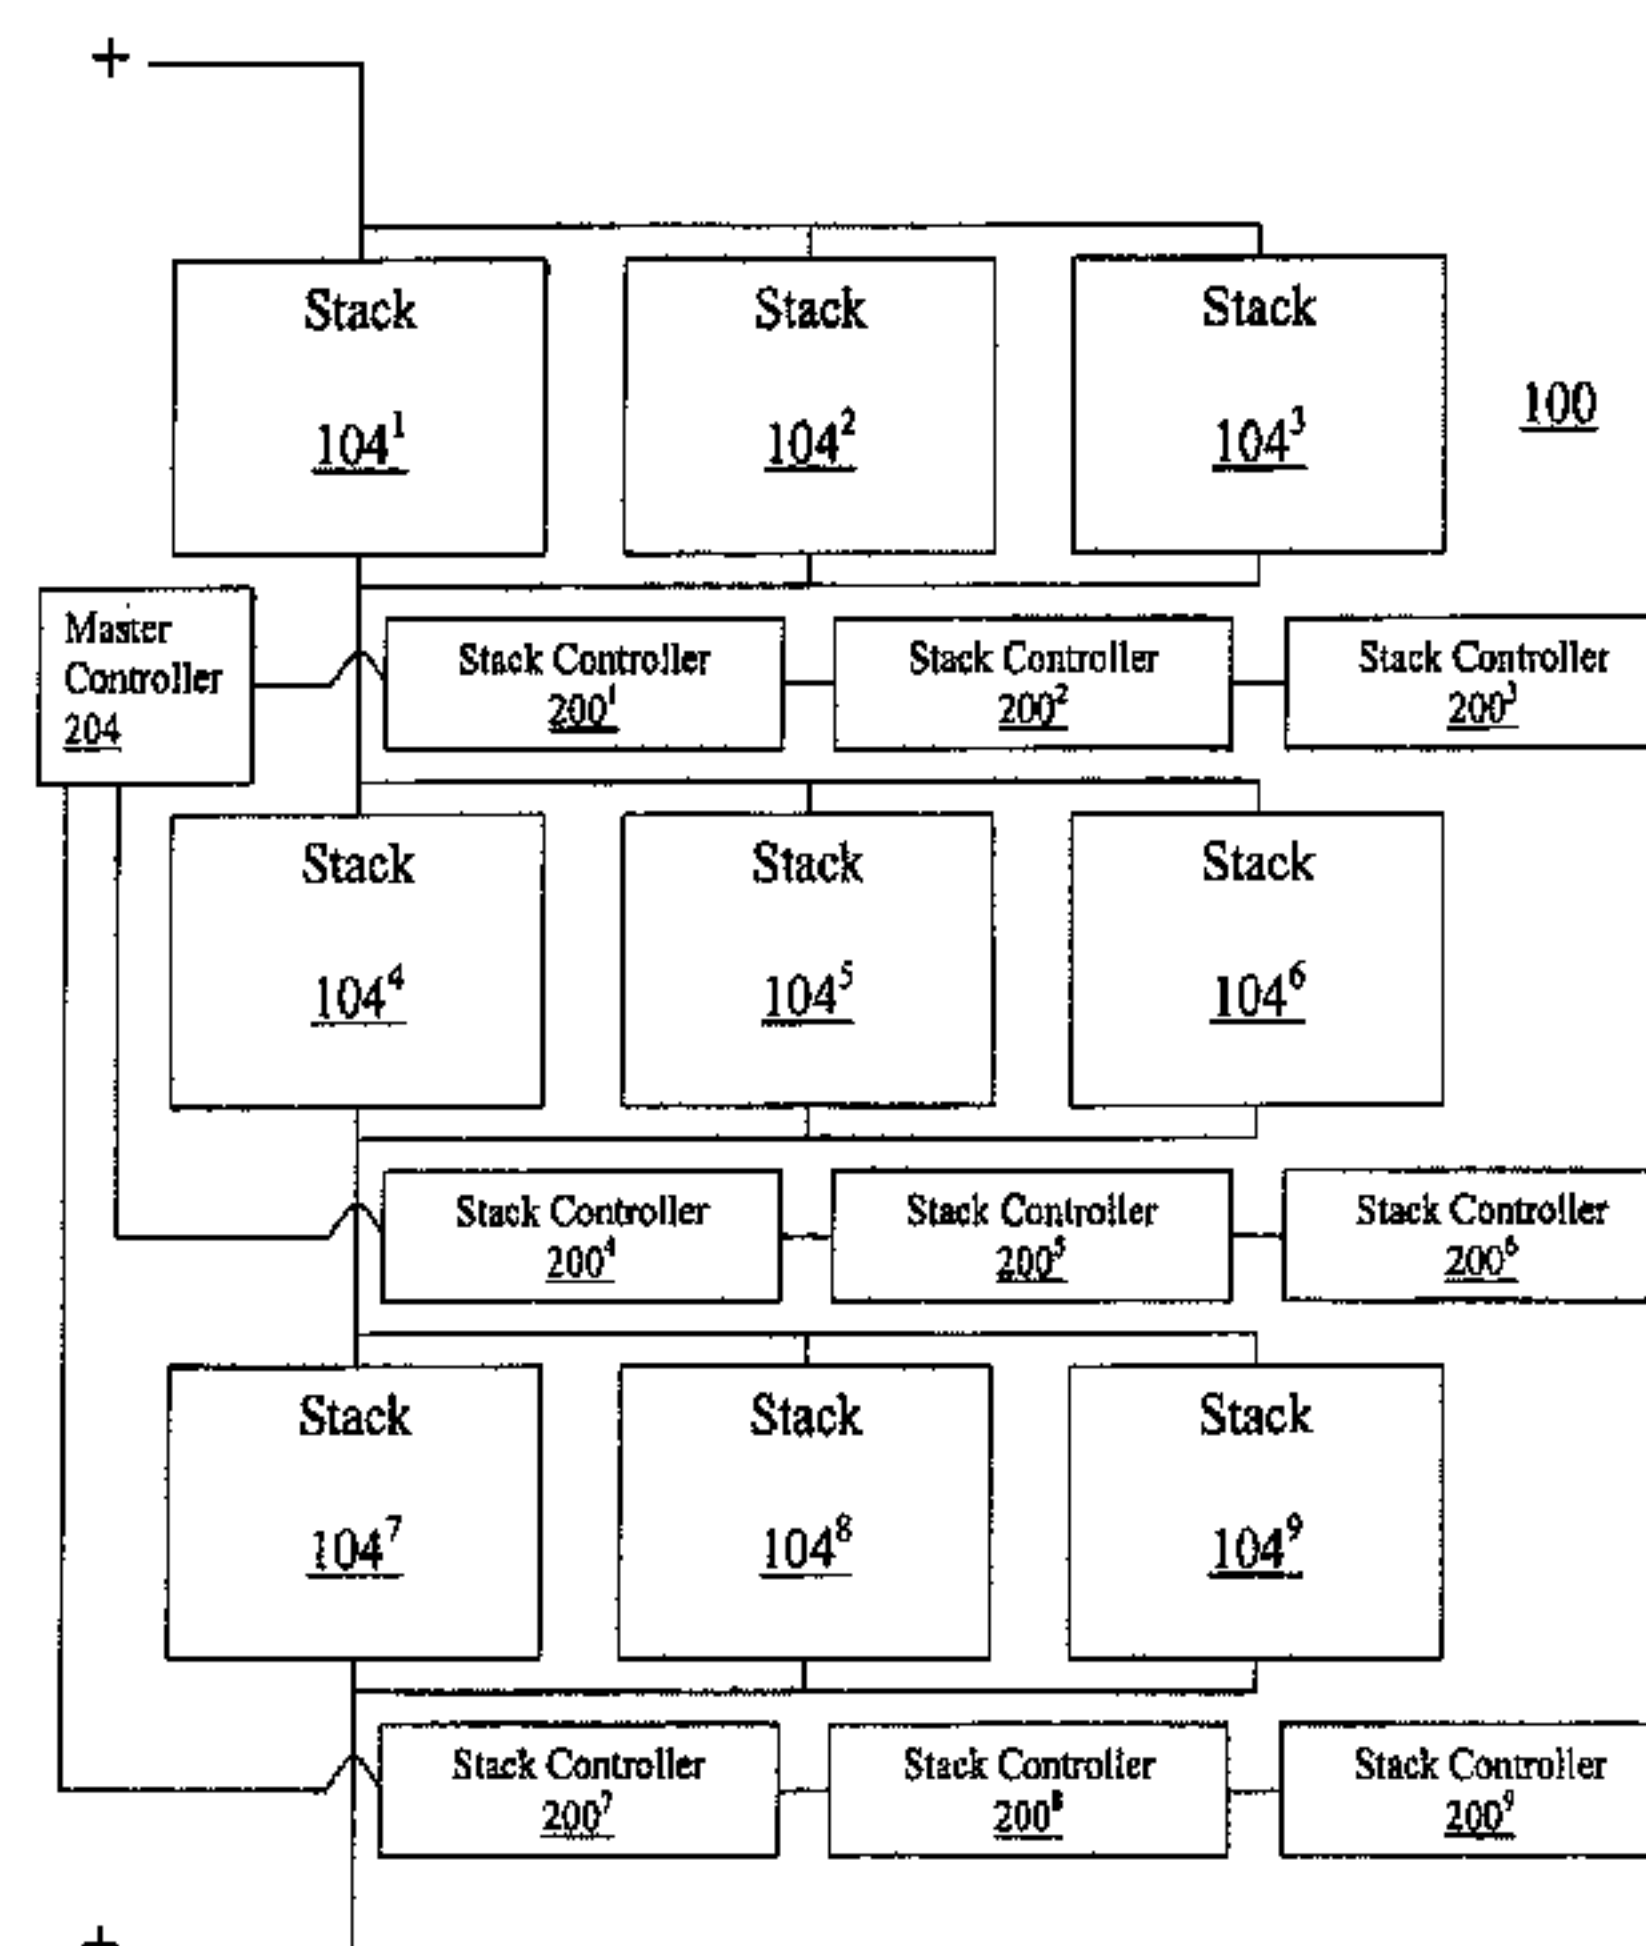 +
Stack Stack Stack
104¹ 104² 104³ 100
Master
Controller
204
Stack Controller Stack Controller Stack Controller
200¹ 200² 200³
Stack Stack Stack
104⁴ 104⁵ 104⁶
Stack Controller Stack Controller Stack Controller
200⁴ 200⁵ 200⁶
Stack Stack Stack
104⁷ 104⁸ 104⁹
Stack Controller Stack Controller Stack Controller
200⁷ 200⁸ 200⁹